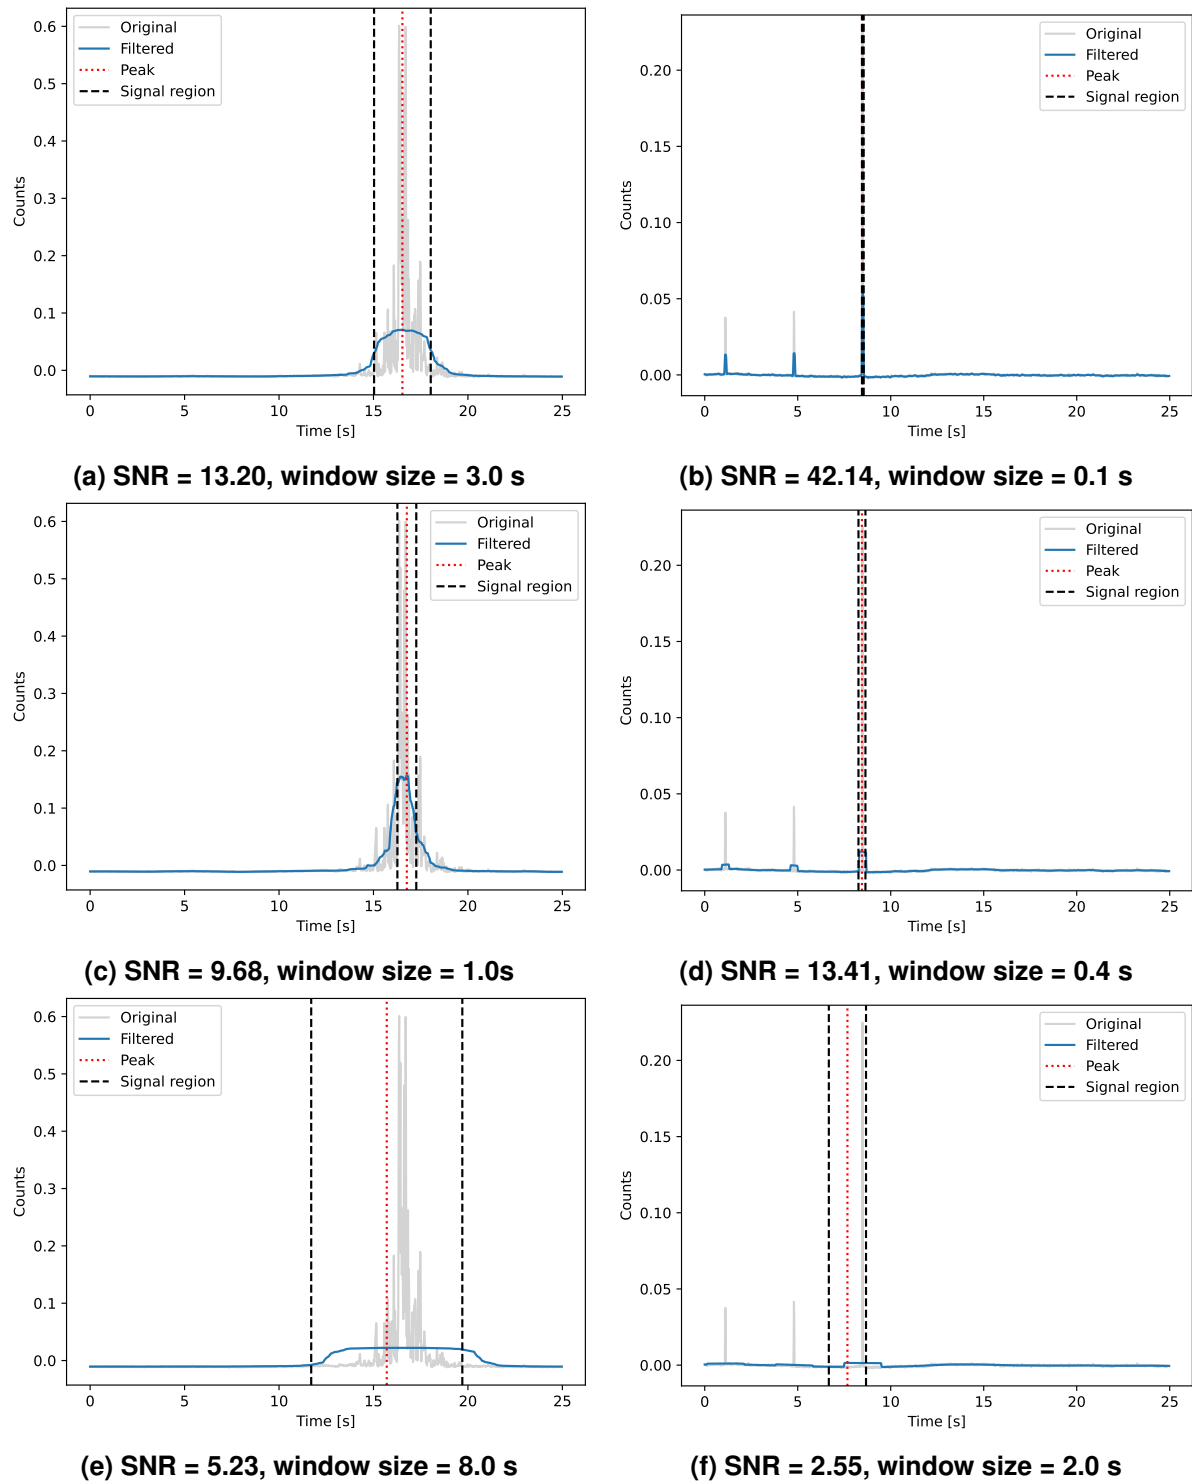 0.6
0.5
0.4
0.3
0.2
0.1
0.0
Counts
Original
Filtered
Peak
Signal region
0 5 10 15 20 25
Time [s]
(a) SNR = 13.20, window size = 3.0 s
0.20
0.15
0.10
0.05
0.00
Counts
Original
Filtered
Peak
Signal region
0 5 10 15 20 25
Time [s]
(b) SNR = 42.14, window size = 0.1 s
0.6
0.5
0.4
0.3
0.2
0.1
0.0
Counts
Original
Filtered
Peak
Signal region
0 5 10 15 20 25
Time [s]
(c) SNR = 9.68, window size = 1.0s
0.20
0.15
0.10
0.05
0.00
Counts
Original
Filtered
Peak
Signal region
0 5 10 15 20 25
Time [s]
(d) SNR = 13.41, window size = 0.4 s
0.6
0.5
0.4
0.3
0.2
0.1
0.0
Counts
Original
Filtered
Peak
Signal region
0 5 10 15 20 25
Time [s]
(e) SNR = 5.23, window size = 8.0 s
0.20
0.15
0.10
0.05
0.00
Counts
Original
Filtered
Peak
Signal region
0 5 10 15 20 25
Time [s]
(f) SNR = 2.55, window size = 2.0 s